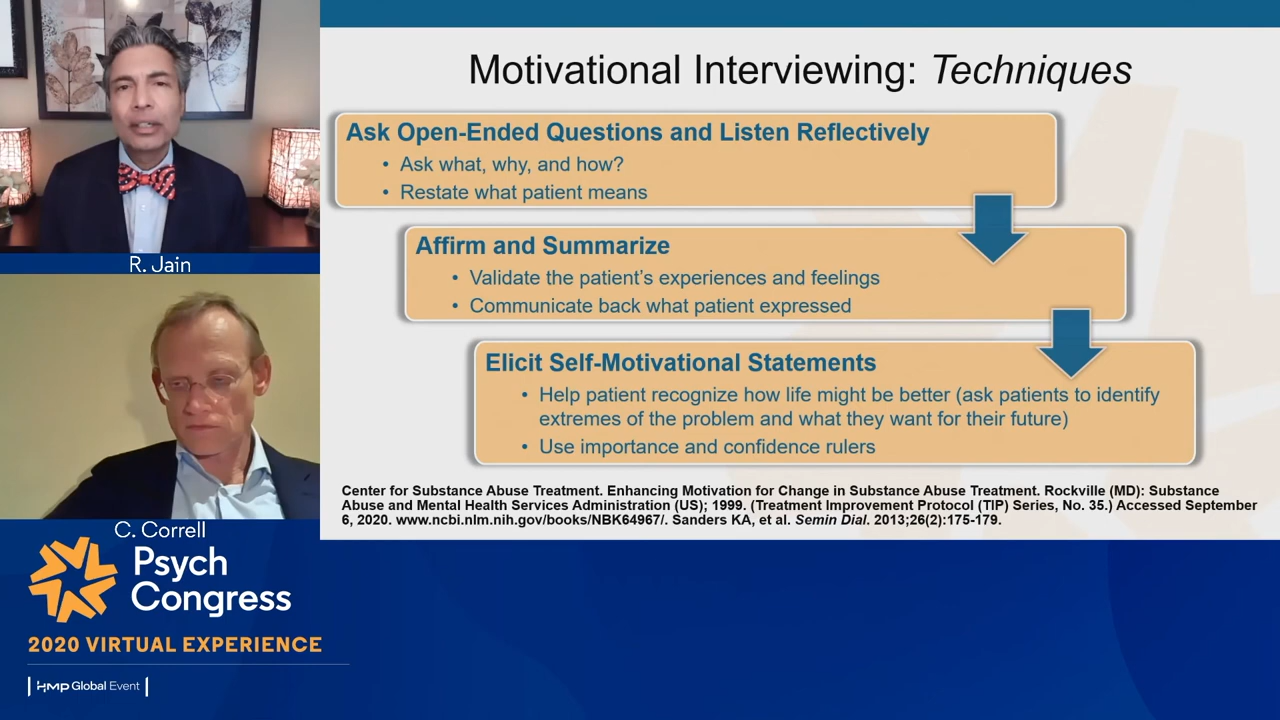 R. Jain
C. Correll
Psych
Congress
2020 VIRTUAL EXPERIENCE
HMP Global Event
Motivational Interviewing: Techniques
Ask Open-Ended Questions and Listen Reflectively
• Ask what, why, and how?
• Restate what patient means
Affirm and Summarize
• Validate the patient's experiences and feelings
• Communicate back what patient expressed
Elicit Self-Motivational Statements
• Help patient recognize how life might be better (ask patients to identify
extremes of the problem and what they want for their future)
• Use importance and confidence rulers
Center for Substance Abuse Treatment. Enhancing Motivation for Change in Substance Abuse Treatment. Rockville (MD): Substance
Abuse and Mental Health Services Administration (US); 1999. (Treatment Improvement Protocol (TIP) Series, No. 35.) Accessed September
6, 2020. www.ncbi.nlm.nih.gov/books/NBK64967/. Sanders KA, et al. Semin Dial. 2013;26(2):175-179.